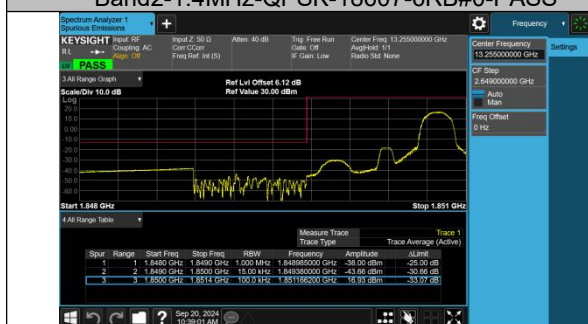 Band2-1.4MHz-QPSK-18607-6RB#0-PASS
Spectrum Analyzer 1
Spurious Emissions
Frequency
KEYSIGHT
Input: RF
Coupling: AC
Align: Off
Input Z: 50 Ω
Corr CCorr
Freq Ref: Int (S)
Atten: 40 dB
Trig: Free Run
Gate: Off
IF Gain: Low
Center Freq: 13.255000000 GHz
Avg|Hold: 1/1
Radio Std: None
RL
PASS
Center Frequency
13.255000000 GHz
Settings
CF Step
2.649000000 GHz
Auto
Man
Freq Offset
0 Hz
3 All Range Graph
Scale/Div 10.0 dB
Ref Lvl Offset 6.12 dB
Ref Value 30.00 dBm
Log
20.0
10.0
0.00
-10.0
-20.0
-30.0
-40.0
-50.0
-60.0
Start 1.848 GHz
Stop 1.851 GHz
4 All Range Table
Measure Trace Trace 1
Trace Type Trace Average (Active)
Spur Range Start Freq Stop Freq RBW Frequency Amplitude ΔLimit
1 1 1.8480 GHz 1.8490 GHz 1.000 MHz 1.848985000 GHz -38.00 dBm -25.00 dB
2 2 1.8490 GHz 1.8500 GHz 15.00 kHz 1.849380000 GHz -43.66 dBm -30.66 dB
3 3 1.8500 GHz 1.8514 GHz 100.0 kHz 1.851166200 GHz 16.93 dBm -33.07 dB
?
Sep 20, 2024
10:39:01 AM